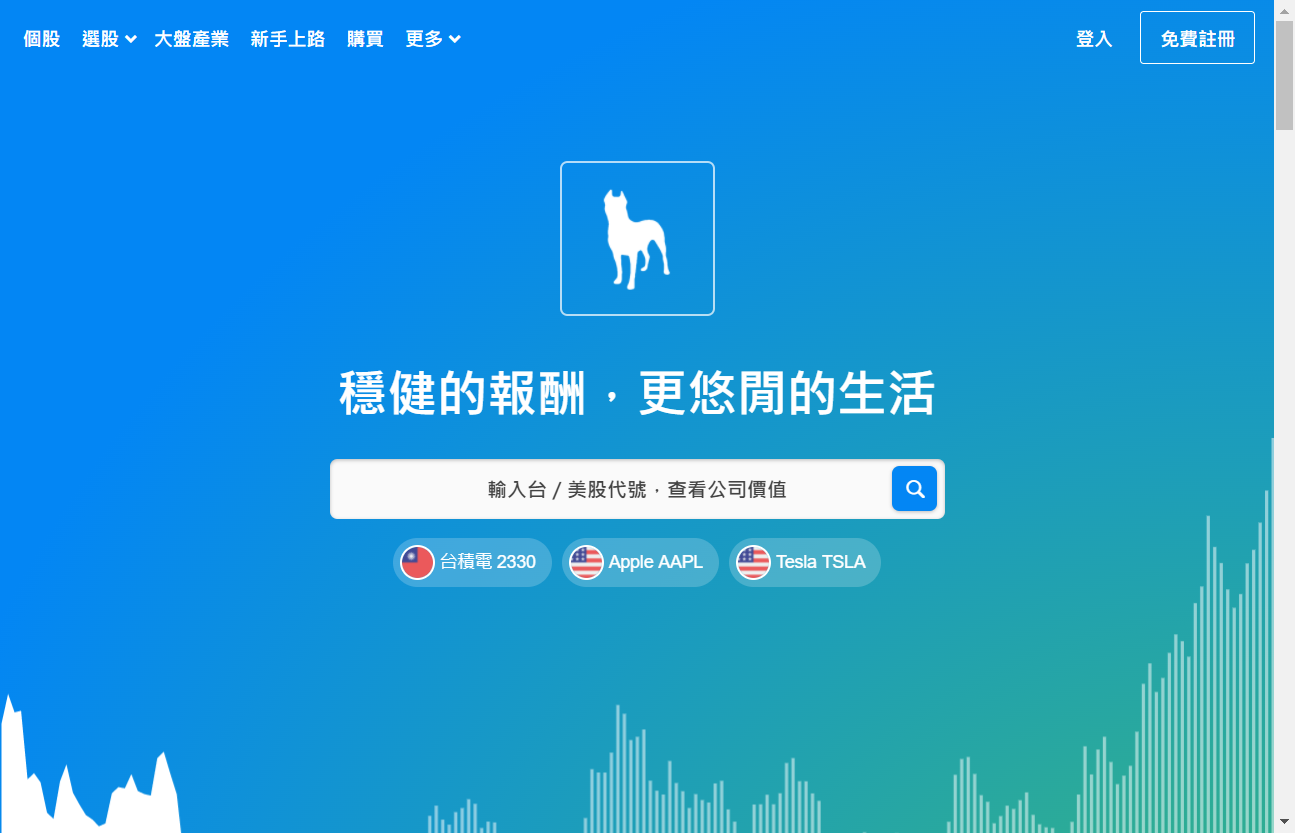 個股 選股 大盤產業 新手上路 購買 更多 登入 免費註冊
穩健的報酬，更悠閒的生活
輸入台 / 美股代號，查看公司價值
台積電 2330 Apple AAPL Tesla TSLA